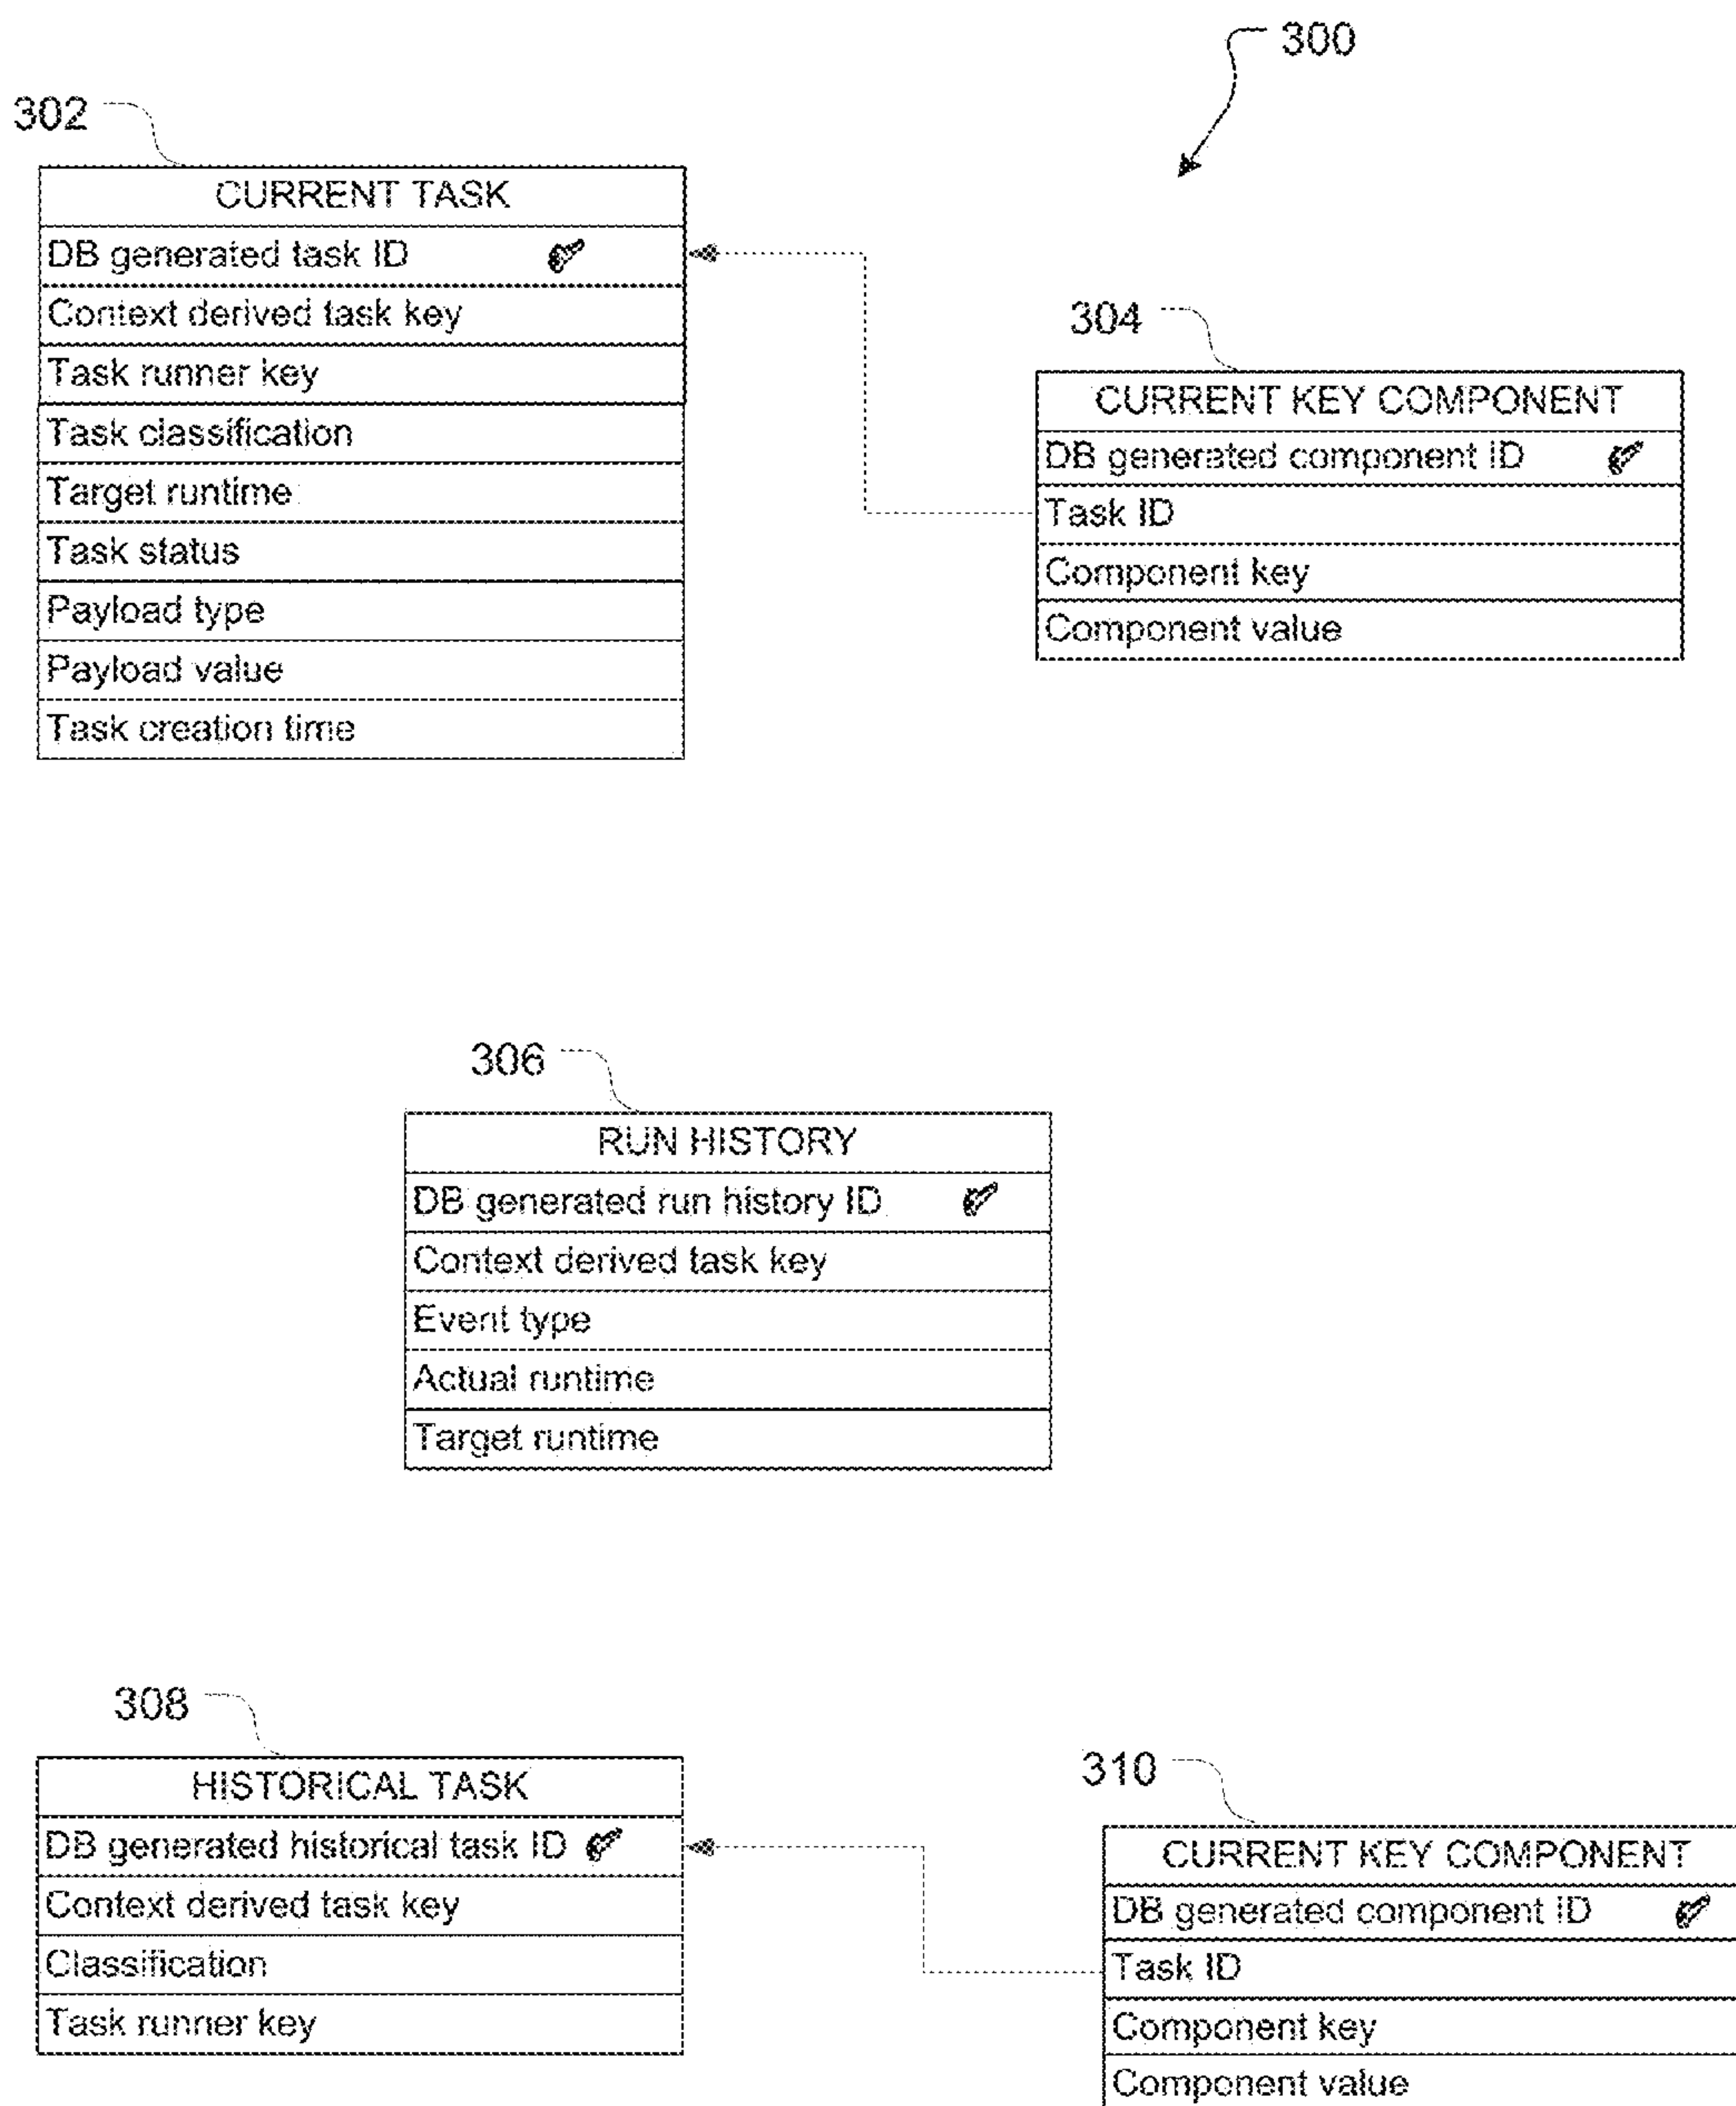 300
302
CURRENT TASK
DB generated task ID
Context derived task key
Task runner key
Task classification
Target runtime
Task status
Payload type
Payload value
Task creation time
304
CURRENT KEY COMPONENT
DB generated component ID
Task ID
Component key
Component value
306
RUN HISTORY
DB generated run history ID
Context derived task key
Event type
Actual runtime
Target runtime
308
HISTORICAL TASK
DB generated historical task ID
Context derived task key
Classification
Task runner key
310
CURRENT KEY COMPONENT
DB generated component ID
Task ID
Component key
Component value